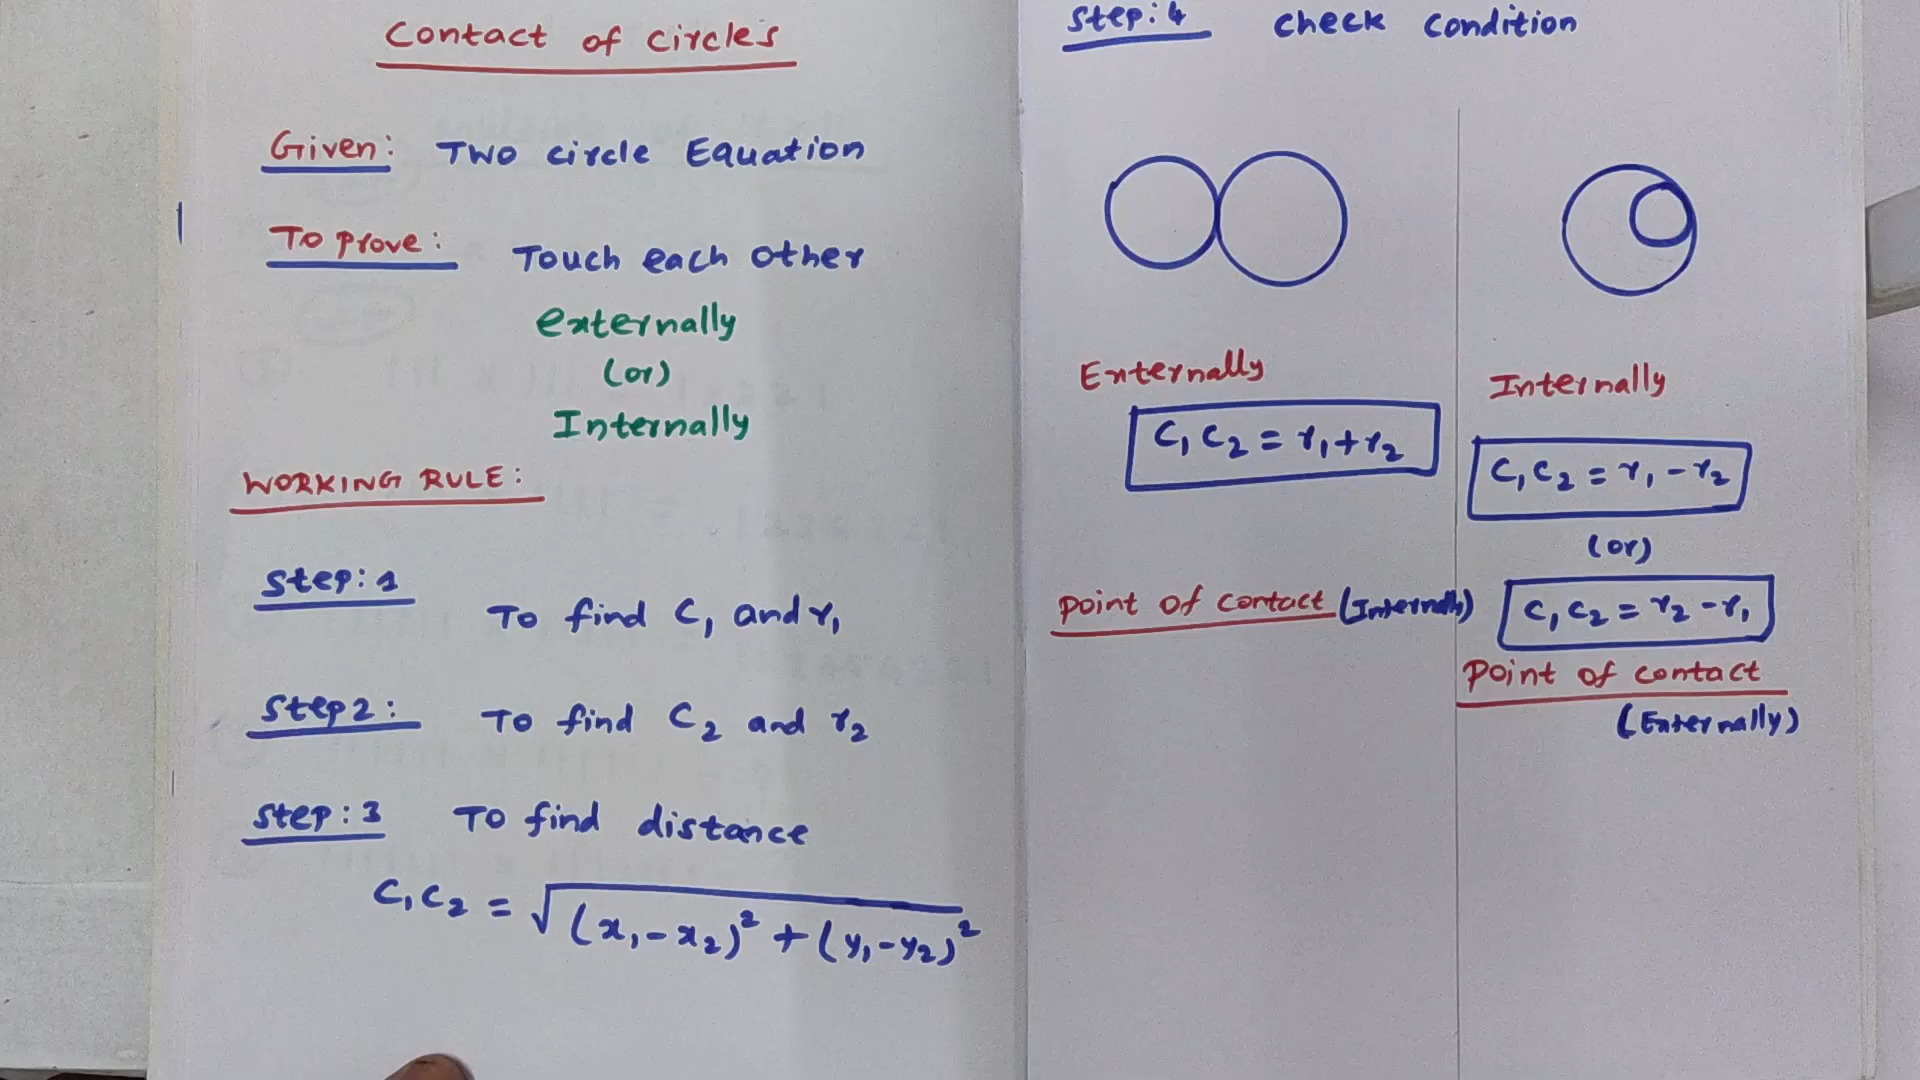 Contact of circles
Given: Two circle Equation
To prove: Touch each other
externally
(or)
Internally
WORKING RULE:
Step:1
To find C₁ and r₁
Step2: To find C₂ and r₂
Step:3 To find distance
C₁C₂ = √(x₁-x₂)² + (y₁-y₂)²
Step:4 check condition
Externally
C₁C₂ = r₁+r₂
Point of contact (Internally)
Internally
C₁C₂ = r₁-r₂
(or)
C₁C₂ = r₂-r₁
Point of contact
(Externally)